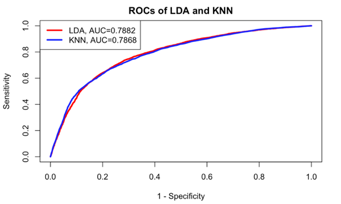 ROCs of LDA and KNN
LDA, AUC=0.7882
KNN, AUC=0.7868
Sensitivity
1.0
0.8
0.6
0.4
0.2
0.0
0.0 0.2 0.4 0.6 0.8 1.0
1 - Specificity